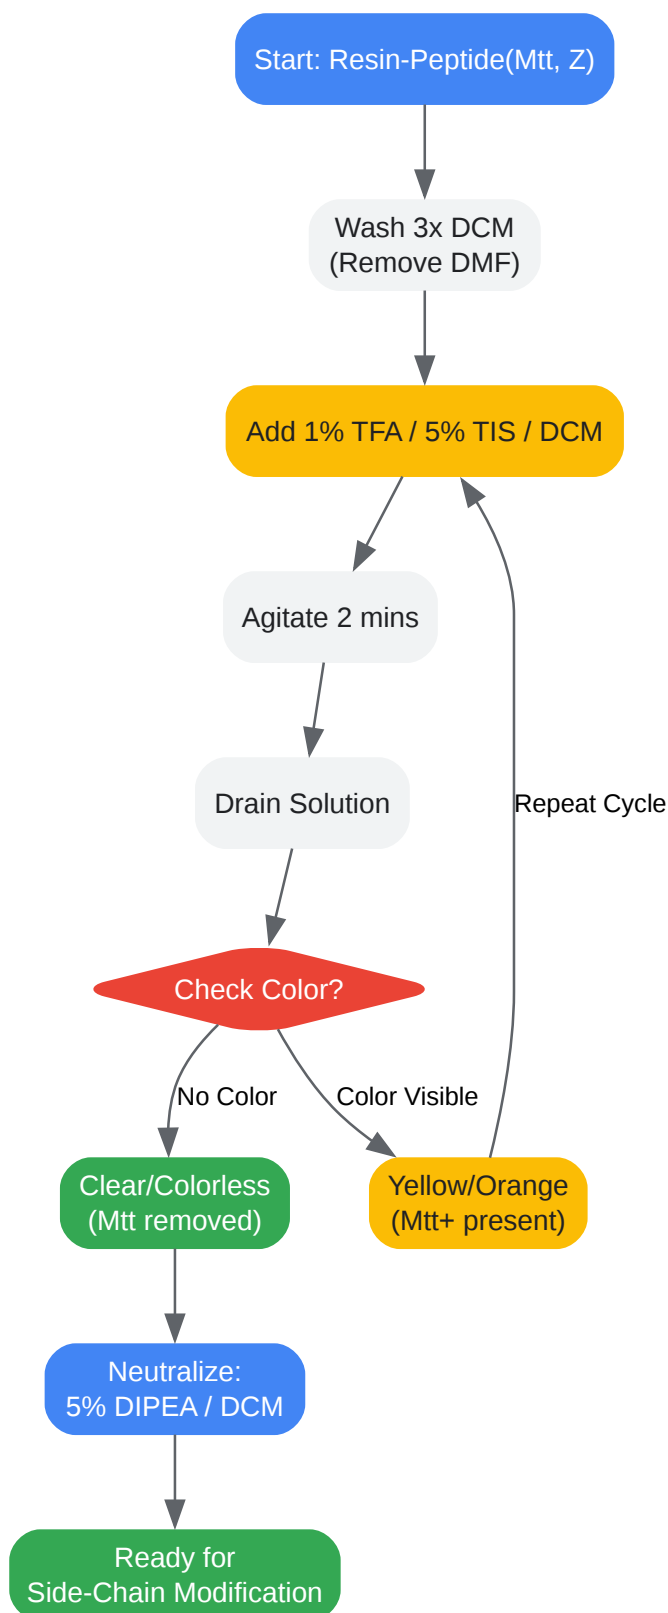 Start: Resin-Peptide(Mtt, Z)
Wash 3x DCM
(Remove DMF)
Add 1% TFA / 5% TIS / DCM
Agitate 2 mins
Drain Solution
Repeat Cycle
Check Color?
No Color
Color Visible
Clear/Colorless
(Mtt removed)
Yellow/Orange
(Mtt+ present)
Neutralize:
5% DIPEA / DCM
Ready for
Side-Chain Modification